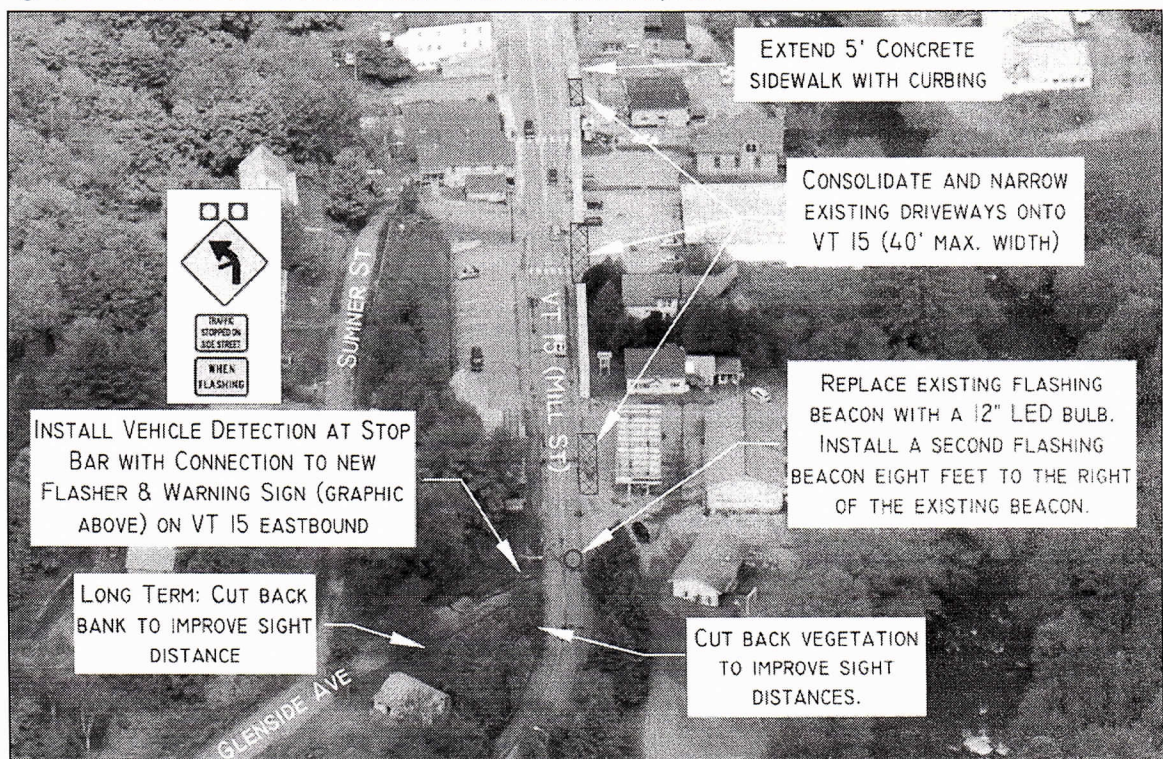 EXTEND 5' CONCRETE
SIDEWALK WITH CURBING
CONSOLIDATE AND NARROW
EXISTING DRIVEWAYS ONTO
VT 15 (40' MAX. WIDTH)
TRAFFIC
STOPPED ON
SIDE STREET
WHEN
FLASHING
SUMNER ST
VT 15 (MILL ST)
INSTALL VEHICLE DETECTION AT STOP
BAR WITH CONNECTION TO NEW
FLASHER & WARNING SIGN (GRAPHIC
ABOVE) ON VT 15 EASTBOUND
REPLACE EXISTING FLASHING
BEACON WITH A 12" LED BULB.
INSTALL A SECOND FLASHING
BEACON EIGHT FEET TO THE RIGHT
OF THE EXISTING BEACON.
LONG TERM: CUT BACK
BANK TO IMPROVE SIGHT
DISTANCE
CUT BACK VEGETATION
TO IMPROVE SIGHT
DISTANCES.
GLENSIDE AVE